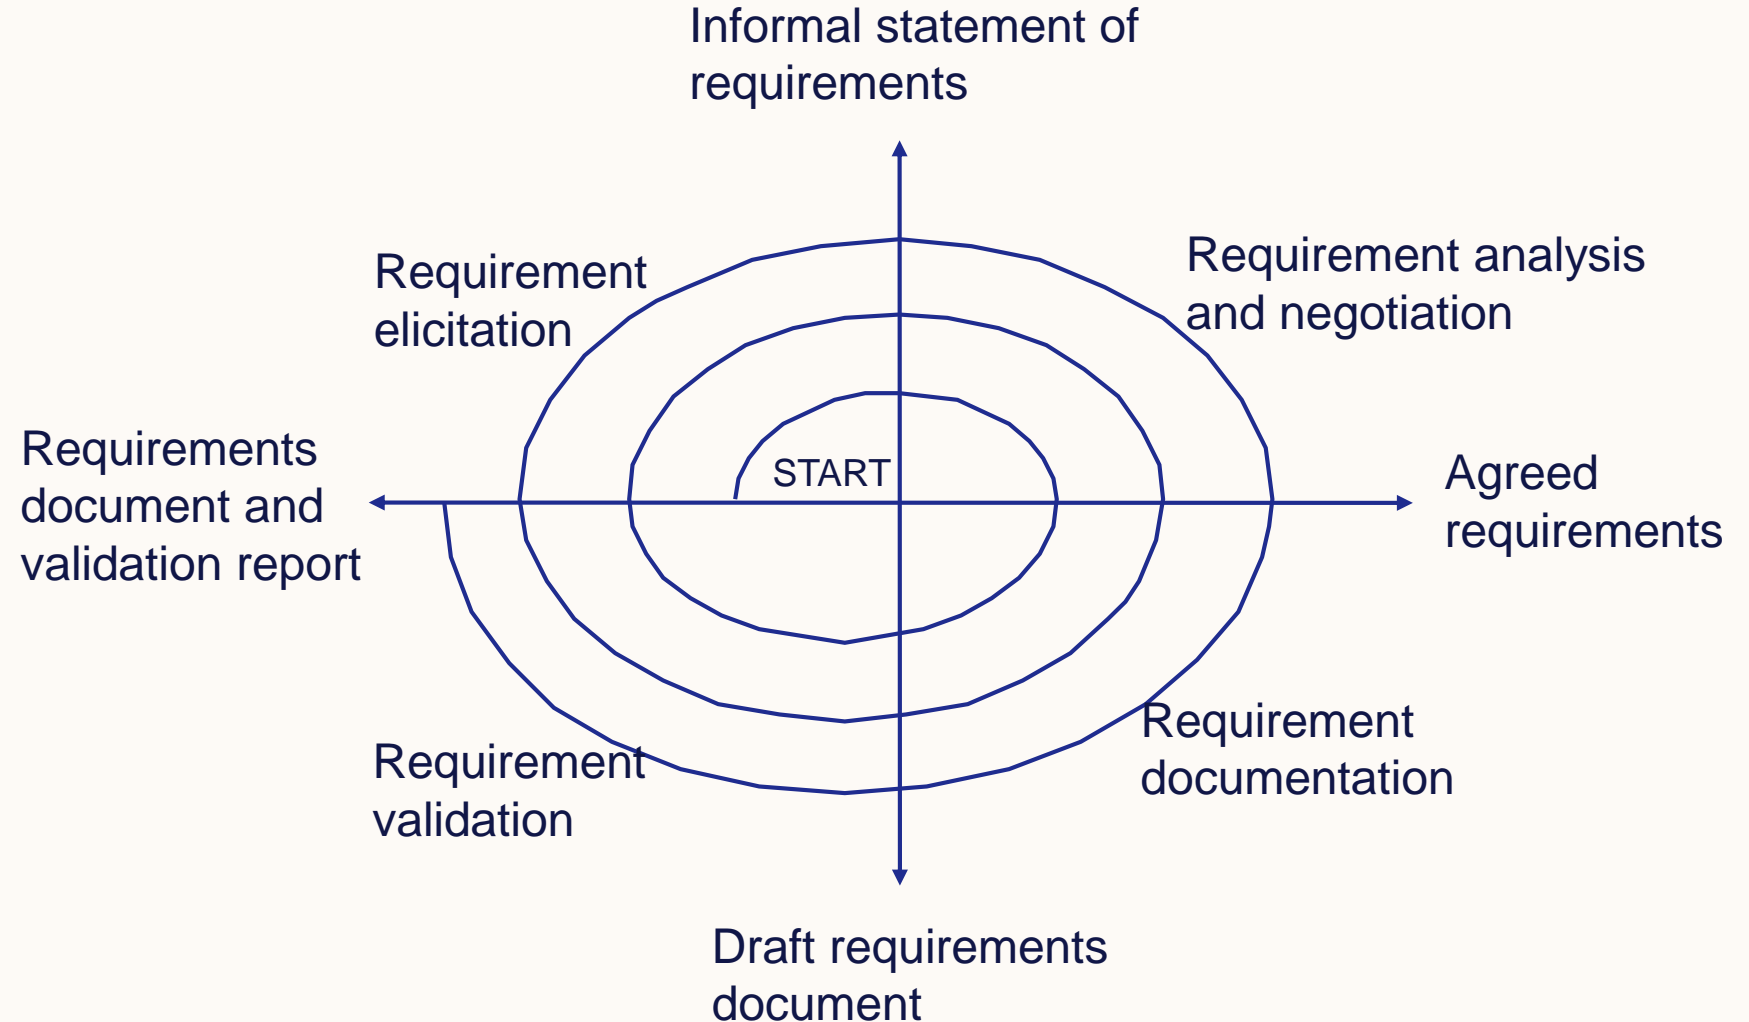 Informal statement of
requirements
Requirement
elicitation
Requirement analysis
and negotiation
Requirements
document and
validation report
START
Agreed
requirements
Requirement
validation
Requirement
documentation
Draft requirements
document